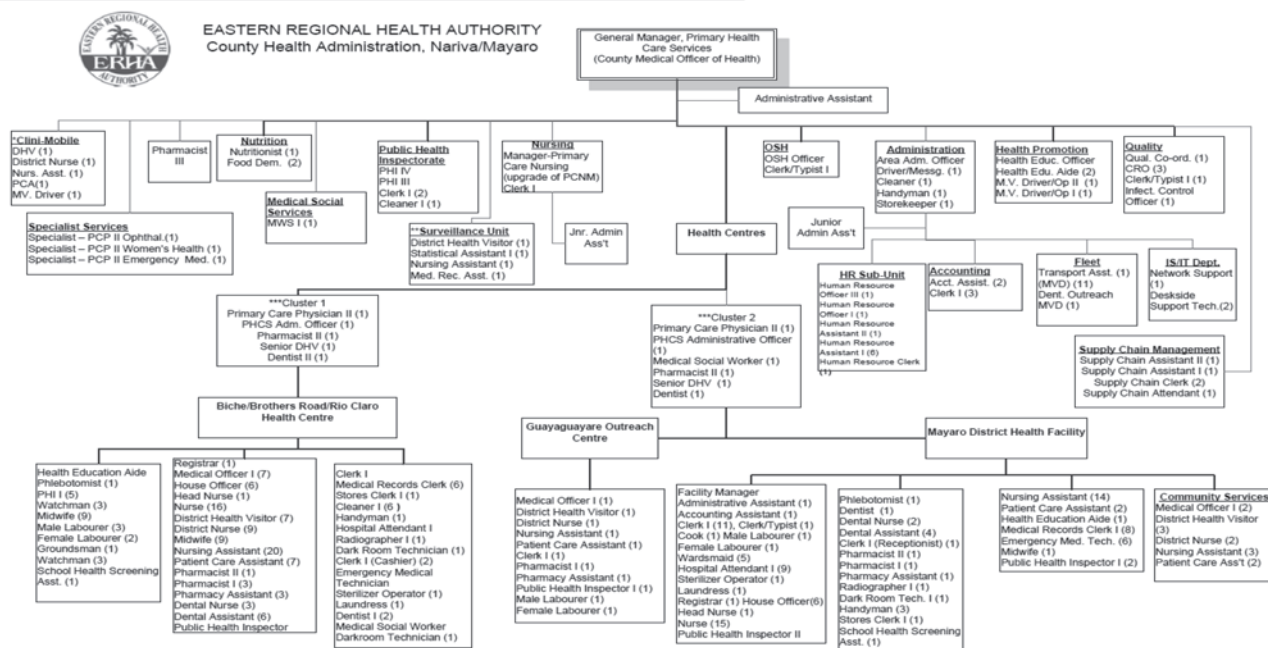 EASTERN REGIONAL HEALTH AUTHORITY
County Health Administration, Nariva/Mayaro
EASTERN REGIONAL HEALTH
ERHA
AUTHORITY
General Manager, Primary Health
Care Services
(County Medical Officer of Health)
Administrative Assistant
*Clini-Mobile
DHV (1)
District Nurse (1)
Nurs. Asst. (1)
PCA(1)
MV. Driver (1)
Pharmacist
III
Nutrition
Nutritionist (1)
Food Dem. (2)
Public Health
Inspectorate
PHI IV
PHI III
Clerk I (2)
Cleaner I (1)
Nursing
Manager-Primary
Care Nursing
(upgrade of PCNM)
Clerk I
OSH
OSH Officer
Clerk/Typist I
Administration
Area Adm. Officer
Driver/Messg. (1)
Cleaner (1)
Handyman (1)
Storekeeper (1)
Health Promotion
Health Educ. Officer
Health Edu. Aide (2)
M.V. Driver/Op II (1)
M.V. Driver/Op I (1)
Quality
Qual. Co-ord. (1)
CRO (3)
Clerk/Typist I (1)
Infect. Control
Officer (1)
Specialist Services
Specialist – PCP II Ophthal.(1)
Specialist – PCP II Women's Health (1)
Specialist – PCP II Emergency Med. (1)
Medical Social
Services
MWS I (1)
**Surveillance Unit
District Health Visitor (1)
Statistical Assistant I (1)
Nursing Assistant (1)
Med. Rec. Asst. (1)
Jnr. Admin
Ass't
Health Centres
Junior
Admin Ass't
HR Sub-Unit
Human Resource
Officer III (1)
Human Resource
Officer I (1)
Human Resource
Assistant II (1)
Human Resource
Assistant I (6)
Human Resource Clerk
(1)
Accounting
Acct. Assist. (2)
Clerk I (3)
Fleet
Transport Asst. (1)
(MVD) (11)
Dent. Outreach
MVD (1)
IS/IT Dept.
Network Support
(1)
Deskside
Support Tech.(2)
Supply Chain Management
Supply Chain Assistant II (1)
Supply Chain Assistant I (1)
Supply Chain Clerk (2)
Supply Chain Attendant (1)
***Cluster 1
Primary Care Physician II (1)
PHCS Adm. Officer (1)
Pharmacist II (1)
Senior DHV (1)
Dentist II (1)
***Cluster 2
Primary Care Physician II (1)
PHCS Administrative Officer
(1)
Medical Social Worker (1)
Pharmacist II (1)
Senior DHV (1)
Dentist (1)
Biche/Brothers Road/Rio Claro
Health Centre
Guayaguayare Outreach
Centre
Mayaro District Health Facility
Health Education Aide
Phlebotomist (1)
PHI I (5)
Watchman (3)
Midwife (9)
Male Labourer (3)
Female Labourer (2)
Groundsman (1)
Watchman (3)
School Health Screening
Asst. (1)
Registrar (1)
Medical Officer I (7)
House Officer (6)
Head Nurse (1)
Nurse (16)
District Health Visitor (7)
District Nurse (9)
Midwife (9)
Nursing Assistant (20)
Patient Care Assistant (7)
Pharmacist II (1)
Pharmacist I (3)
Pharmacy Assistant (3)
Dental Nurse (3)
Dental Assistant (6)
Public Health Inspector
Clerk I
Medical Records Clerk (6)
Stores Clerk I (1)
Cleaner I (6 )
Handyman (1)
Hospital Attendant I
Radiographer I (1)
Dark Room Technician (1)
Clerk I (Cashier) (2)
Emergency Medical
Technician
Sterilizer Operator (1)
Laundress (1)
Dentist I (2)
Medical Social Worker
Darkroom Technician (1)
Medical Officer I (1)
District Health Visitor (1)
District Nurse (1)
Nursing Assistant (1)
Patient Care Assistant (1)
Clerk I (1)
Pharmacist I (1)
Pharmacy Assistant (1)
Public Health Inspector I (1)
Male Labourer (1)
Female Labourer (1)
Facility Manager
Administrative Assistant (1)
Accounting Assistant (1)
Clerk I (11), Clerk/Typist (1)
Cook (1) Male Labourer (1)
Female Labourer (1)
Wardsmaid (5)
Hospital Attendant I (9)
Sterilizer Operator (1)
Laundress (1)
Registrar (1) House Officer(6)
Head Nurse (1)
Nurse (15)
Public Health Inspector II
Phlebotomist (1)
Dentist (1)
Dental Nurse (2)
Dental Assistant (4)
Clerk I (Receptionist) (1)
Pharmacist II (1)
Pharmacist I (1)
Pharmacy Assistant (1)
Radiographer I (1)
Dark Room Tech. I (1)
Handyman (3)
Stores Clerk I (1)
School Health Screening
Asst. (1)
Nursing Assistant (14)
Patient Care Assistant (2)
Health Education Aide (1)
Medical Records Clerk I (8)
Emergency Med. Tech. (6)
Midwife (1)
Public Health Inspector I (2)
Community Services
Medical Officer I (2)
District Health Visitor
(3)
District Nurse (2)
Nursing Assistant (3)
Patient Care Ass't (2)